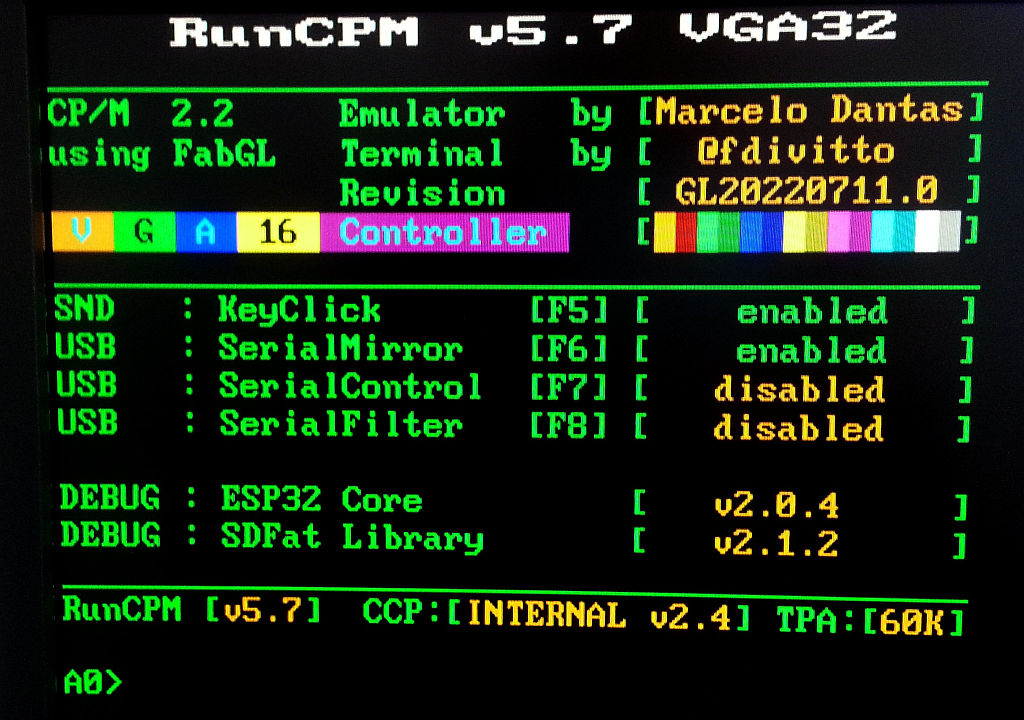 RunCPM v5.7 VGA32
CP/M 2.2 Emulator by [Marcelo Dantas]
using FabGL Terminal by [ @fdivitto ]
Revision [ GL20220711.0 ]
V G A 16 Controller [ ]
SND : KeyClick [F5] [ enabled ]
USB : SerialMirror [F6] [ enabled ]
USB : SerialControl [F7] [ disabled ]
USB : SerialFilter [F8] [ disabled ]
DEBUG : ESP32 Core [ v2.0.4 ]
DEBUG : SDFat Library [ v2.1.2 ]
RunCPM [v5.7] CCP:[INTERNAL v2.4] TPA:[60K]
A0>